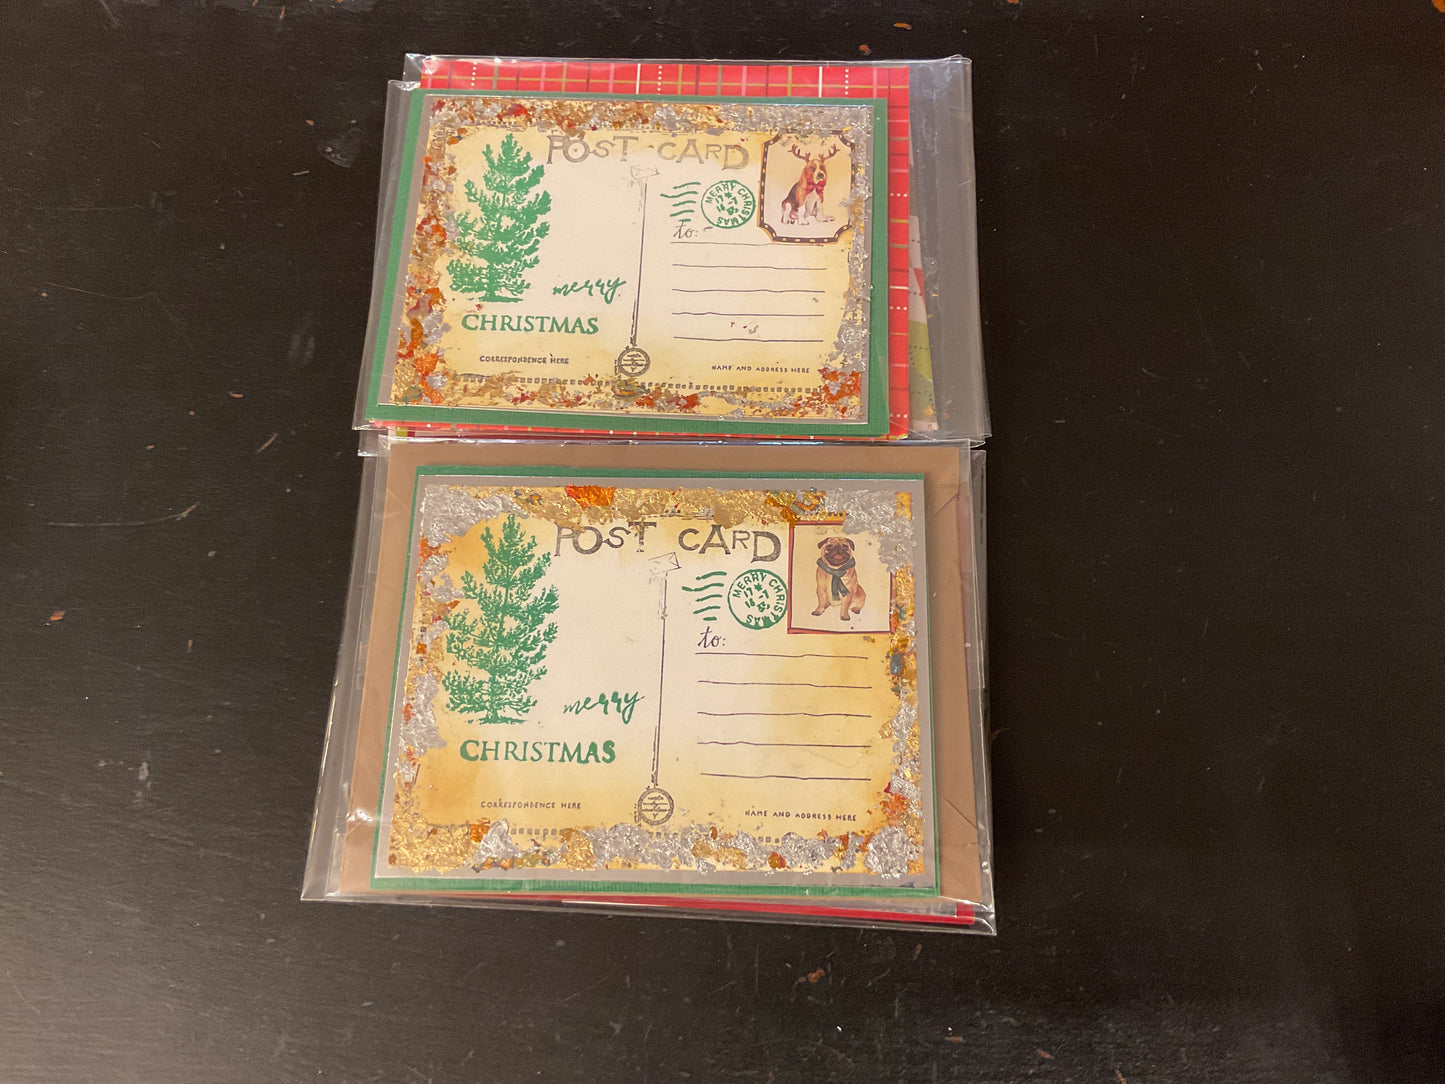 POST CARD
MERRY CHRISTMAS
to:
merry
CHRISTMAS
CORRESPONDENCE HERE
NAME AND ADDRESS HERE
POST CARD
MERRY CHRISTMAS
to:
merry
CHRISTMAS
CORRESPONDENCE HERE
NAME AND ADDRESS HERE